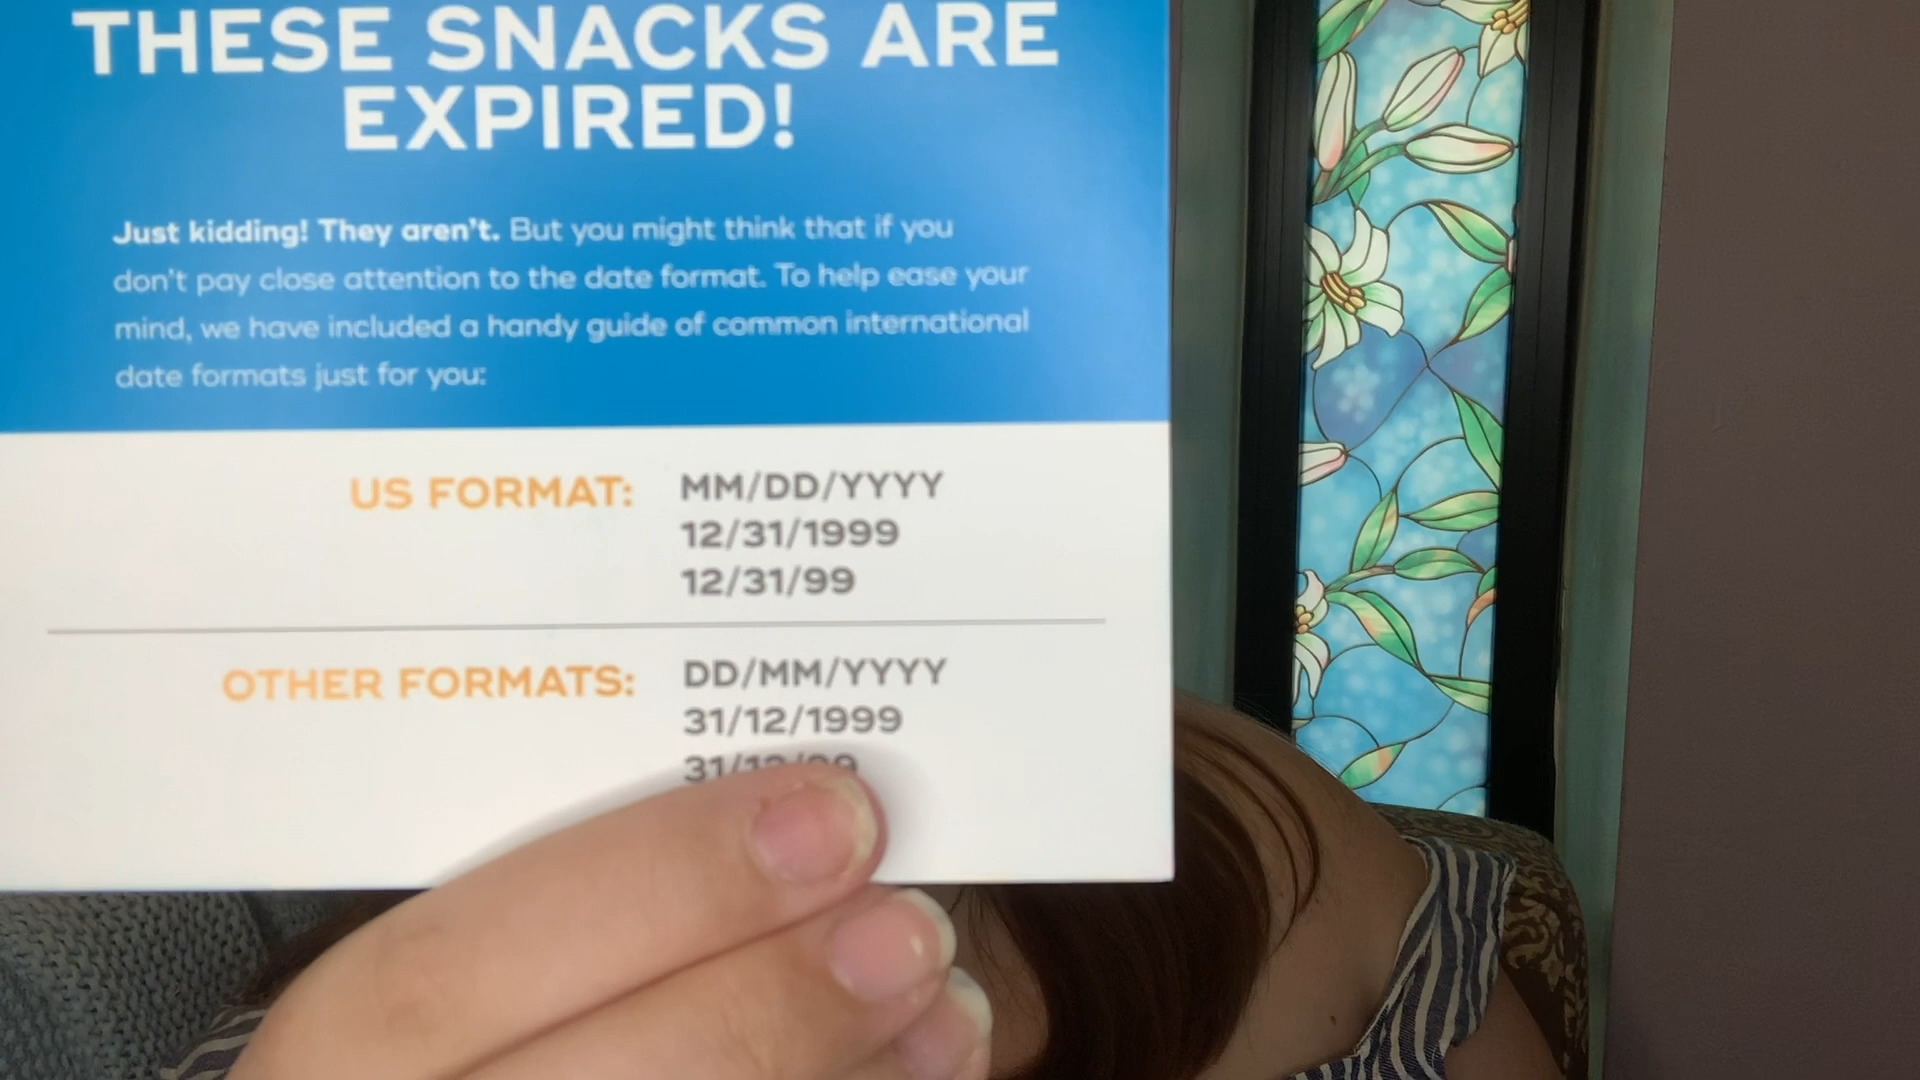 THESE SNACKS ARE
EXPIRED!
Just kidding! They aren't. But you might think that if you
don't pay close attention to the date format. To help ease your
mind, we have included a handy guide of common international
date formats just for you:
US FORMAT: MM/DD/YYYY
12/31/1999
12/31/99
OTHER FORMATS: DD/MM/YYYY
31/12/1999
31/12/99